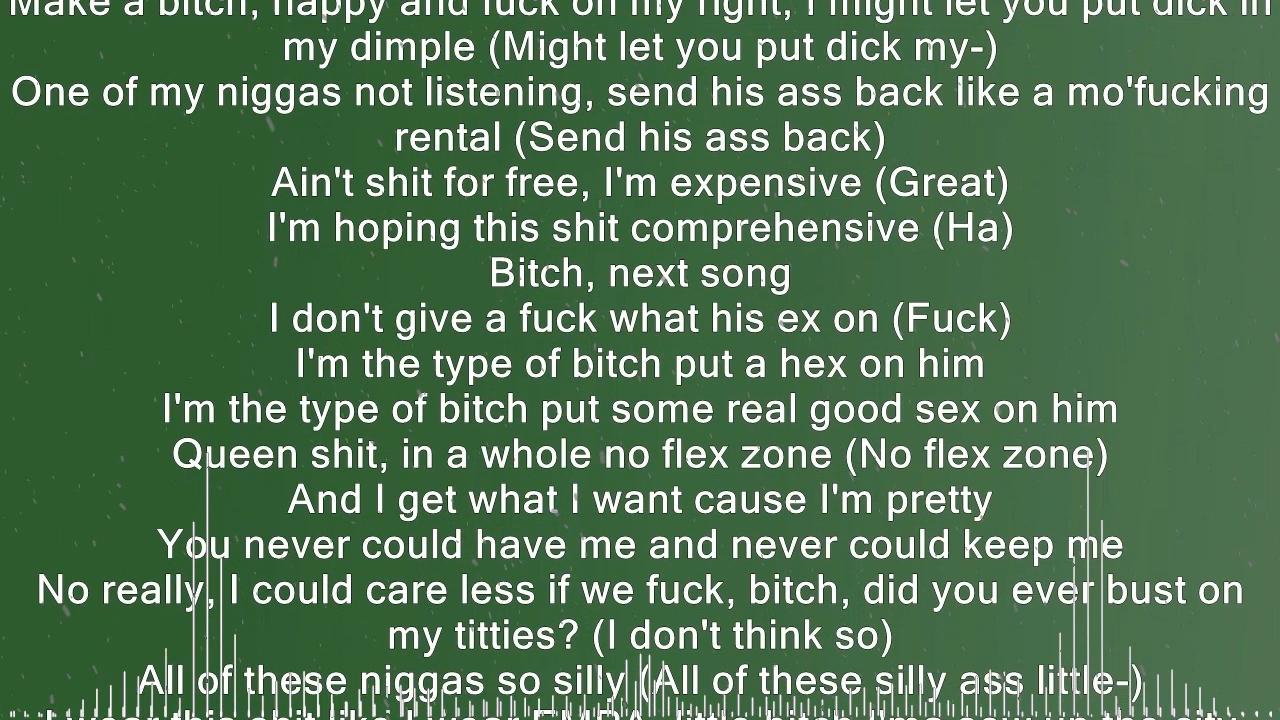 Make a bitch, happy and fuck on my right, I might let you put dick in
my dimple (Might let you put dick my-)
One of my niggas not listening, send his ass back like a mo'fucking
rental (Send his ass back)
Ain't shit for free, I'm expensive (Great)
I'm hoping this shit comprehensive (Ha)
Bitch, next song
I don't give a fuck what his ex on (Fuck)
I'm the type of bitch put a hex on him
I'm the type of bitch put some real good sex on him
Queen shit, in a whole no flex zone (No flex zone)
And I get what I want cause I'm pretty
You never could have me and never could keep me
No really, I could care less if we fuck, bitch, did you ever bust on
my titties? (I don't think so)
All of these niggas so silly (All of these silly ass little-)
I wear this shit like I wear